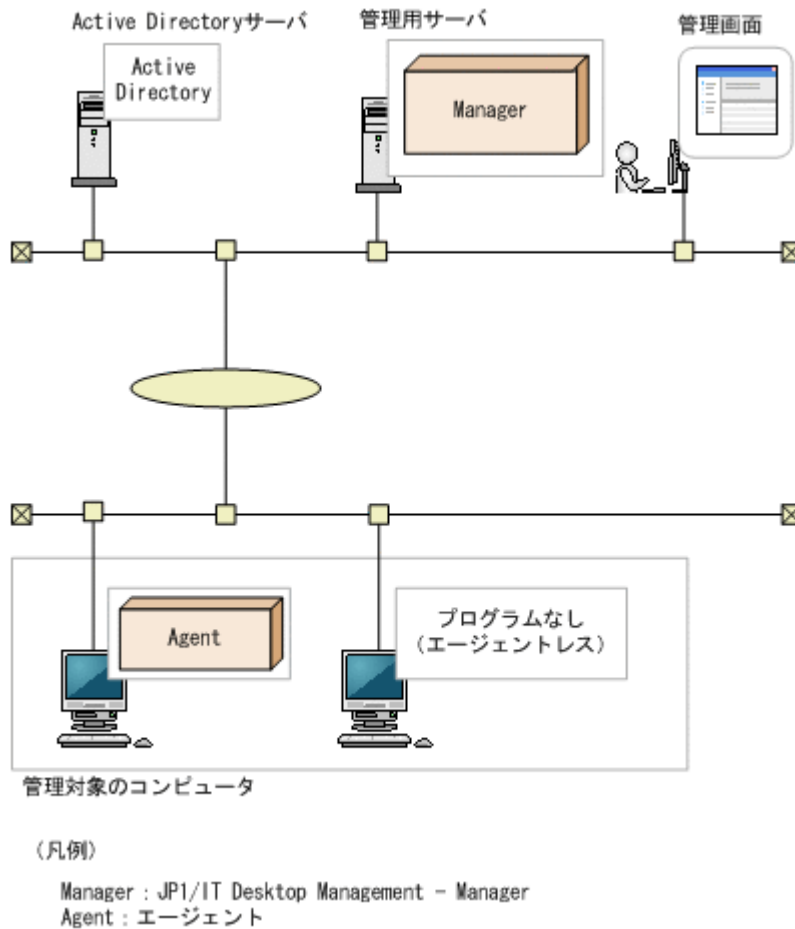 Active Directoryサーバ
管理用サーバ
管理画面
Active
Directory
Manager
Agent
プログラムなし
(エージェントレス)
管理対象のコンピュータ
(凡例)
Manager：JP1/IT Desktop Management - Manager
Agent：エージェント